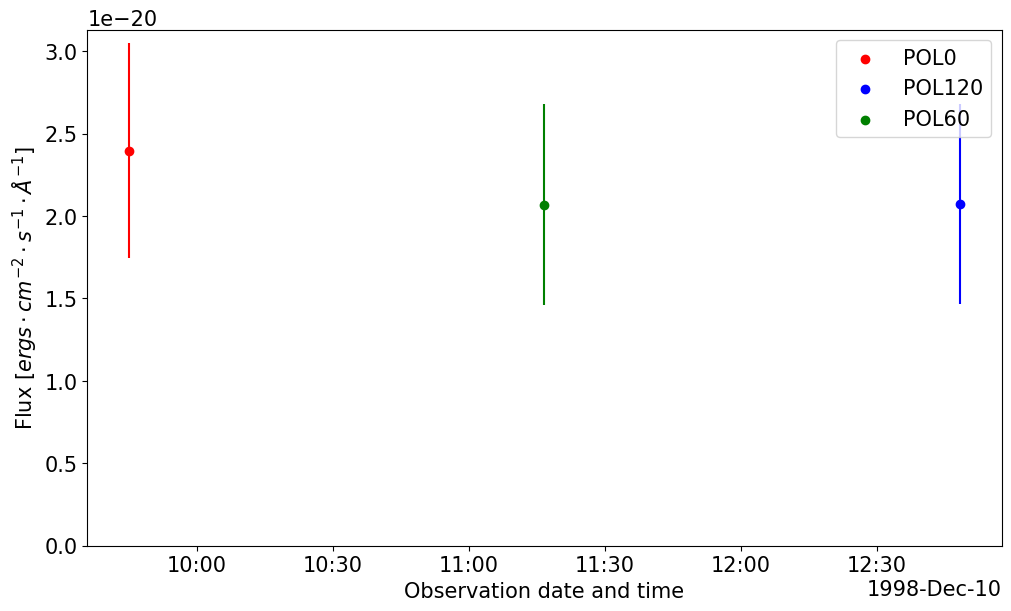 1e−20
3.0
2.5
2.0
1.5
1.0
0.5
0.0
Flux [ergs · cm⁻² · s⁻¹ · Å⁻¹]
POL0
POL120
POL60
10:00 10:30 11:00 11:30 12:00 12:30
Observation date and time
1998-Dec-10